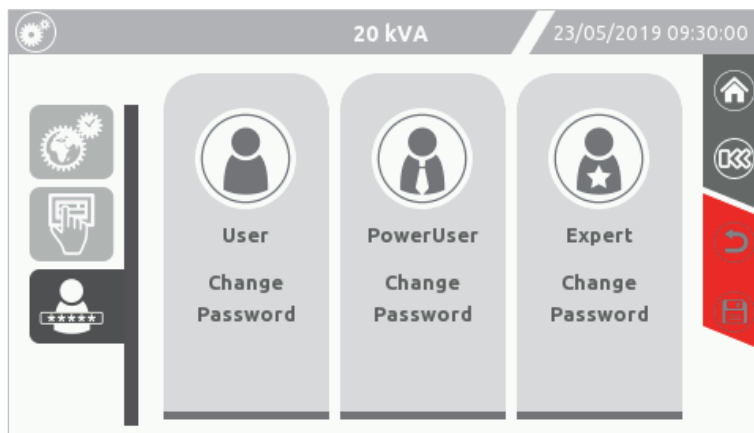 20 kVA
23/05/2019 09:30:00
User
Change
Password
PowerUser
Change
Password
Expert
Change
Password
*****